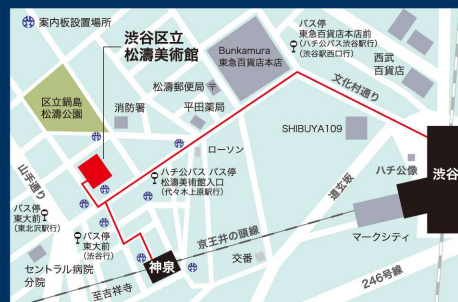 案内板設置場所
渋谷区立
松濤美術館
Bunkamura
東急百貨店本店
バス停
東急百貨店本店前
(ハチ公バス渋谷駅行)
(渋谷駅西口行)
西武
百貨店
文化村通り
松濤郵便局
区立鍋島
松濤公園
消防署
平田薬局
SHIBUYA109
ローソン
ハチ公バス バス停
松濤美術館入口
(代々木上原駅行)
山手通り
道玄坂
ハチ公像
渋谷
バス停
東大前
(東北沢駅行)
バス停
東大前
(渋谷行)
京王井の頭線
マークシティ
セントラル病院
分院
神泉
交番
至吉祥寺
246号線